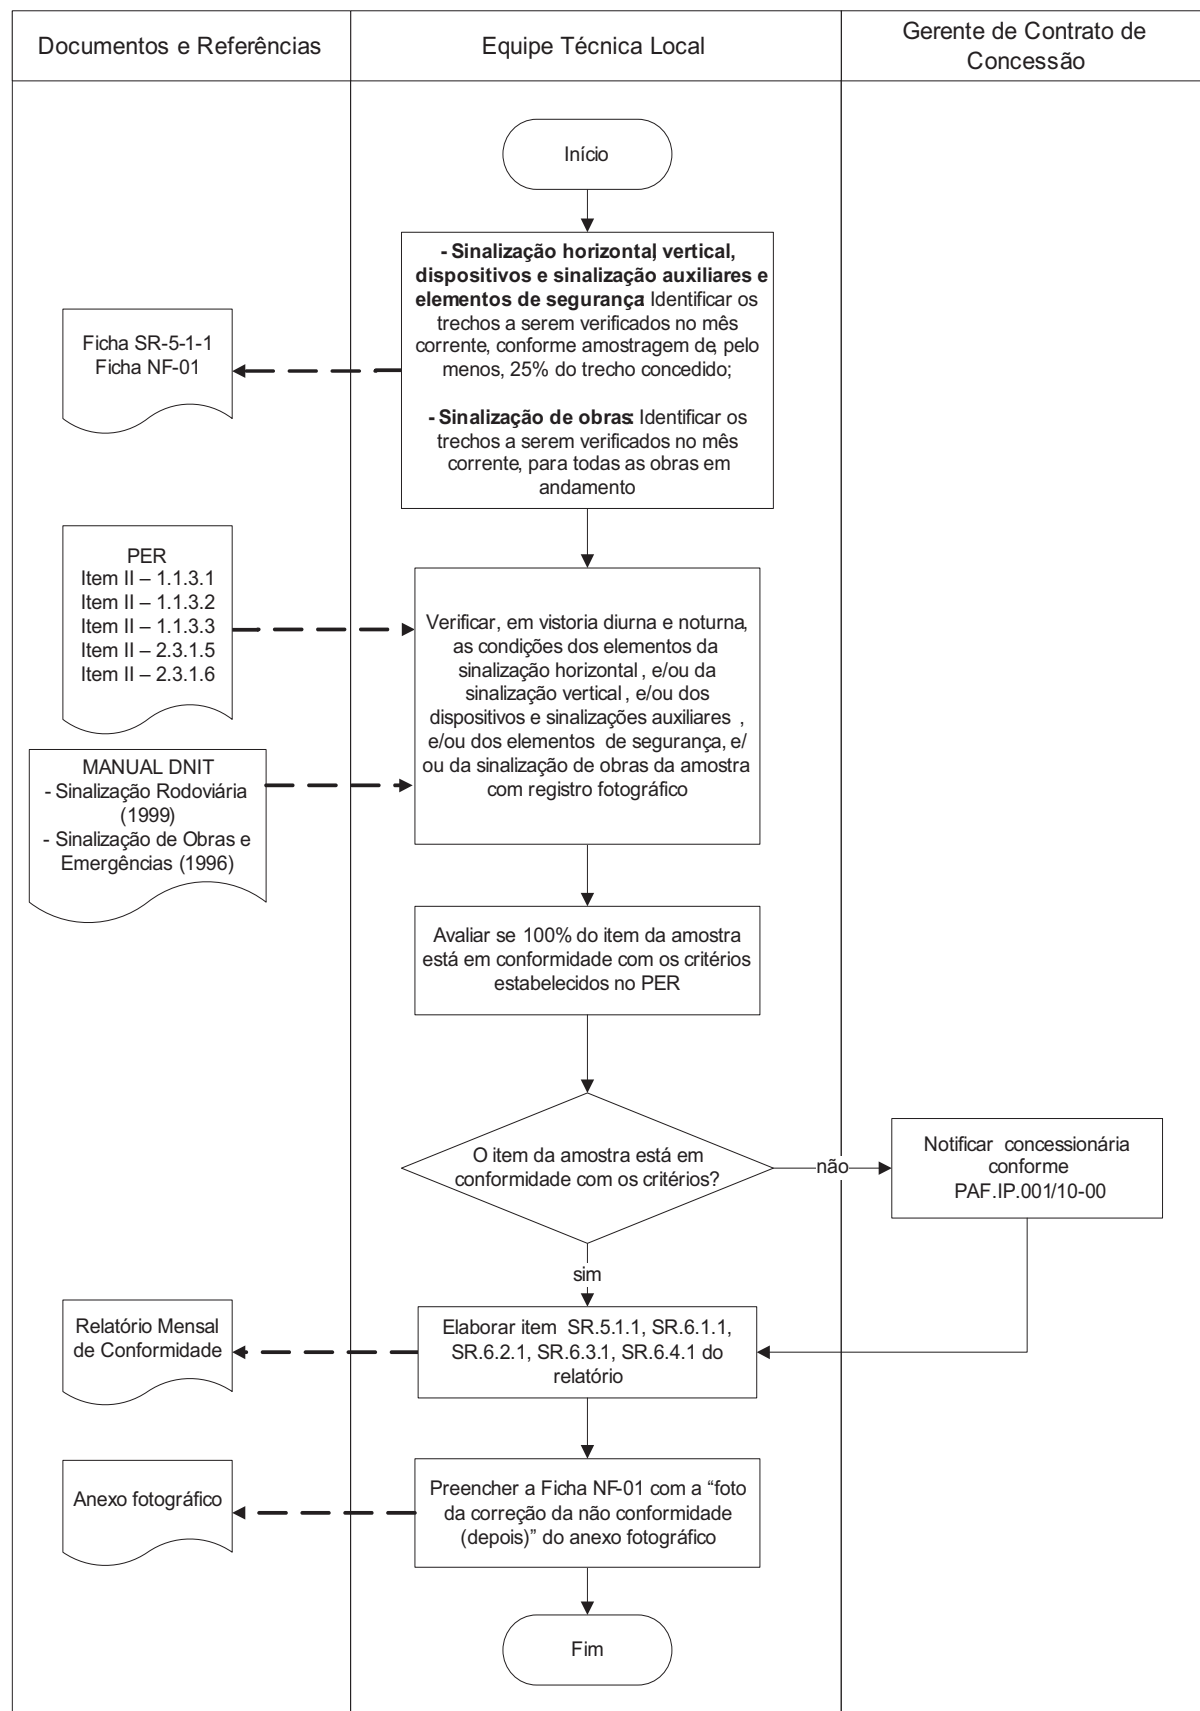 Documentos e Referências
Equipe Técnica Local
Gerente de Contrato de
Concessão
Início
- Sinalização horizontal, vertical,
dispositivos e sinalização auxiliares e
elementos de segurança Identificar os
trechos a serem verificados no mês
corrente, conforme amostragem de, pelo
menos, 25% do trecho concedido;
- Sinalização de obras: Identificar os
trechos a serem verificados no mês
corrente, para todas as obras em
andamento
Ficha SR-5-1-1
Ficha NF-01
PER
Item II – 1.1.3.1
Item II – 1.1.3.2
Item II – 1.1.3.3
Item II – 2.3.1.5
Item II – 2.3.1.6
Verificar, em vistoria diurna e noturna,
as condições dos elementos da
sinalização horizontal, e/ou da
sinalização vertical, e/ou dos
dispositivos e sinalizações auxiliares ,
e/ou dos elementos de segurança, e/
ou da sinalização de obras da amostra
com registro fotográfico
MANUAL DNIT
- Sinalização Rodoviária
(1999)
- Sinalização de Obras e
Emergências (1996)
Avaliar se 100% do item da amostra
está em conformidade com os critérios
estabelecidos no PER
O item da amostra está em
conformidade com os critérios?
não
Notificar concessionária
conforme
PAF.IP.001/10-00
sim
Relatório Mensal
de Conformidade
Elaborar item SR.5.1.1, SR.6.1.1,
SR.6.2.1, SR.6.3.1, SR.6.4.1 do
relatório
Anexo fotográfico
Preencher a Ficha NF-01 com a “foto
da correção da não conformidade
(depois)” do anexo fotográfico
Fim